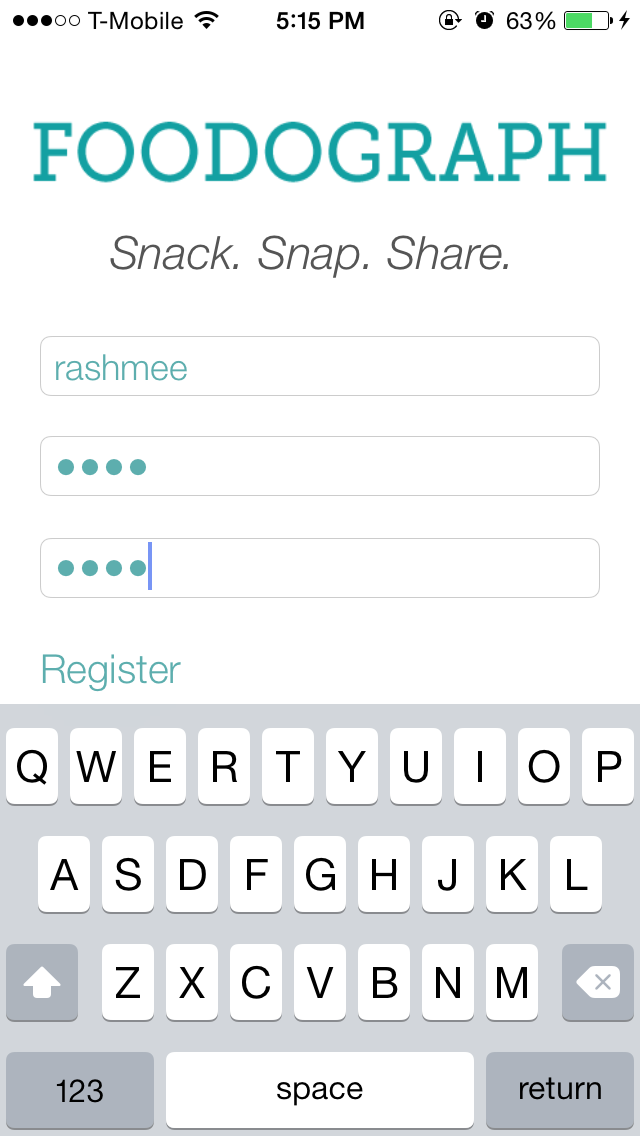 T-Mobile 5:15 PM 63%
FOODOGRAPH
Snack. Snap. Share.
rashmee
••••
••••
Register
Q W E R T Y U I O P
A S D F G H J K L
Z X C V B N M
123 space return